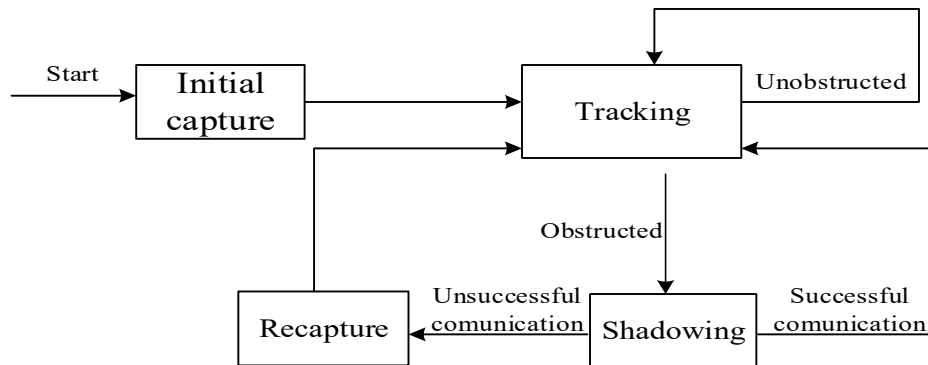 Start
Initial
capture
Tracking
Unobstructed
Obstructed
Recapture
Unsuccessful
comunication
Shadowing
Successful
comunication